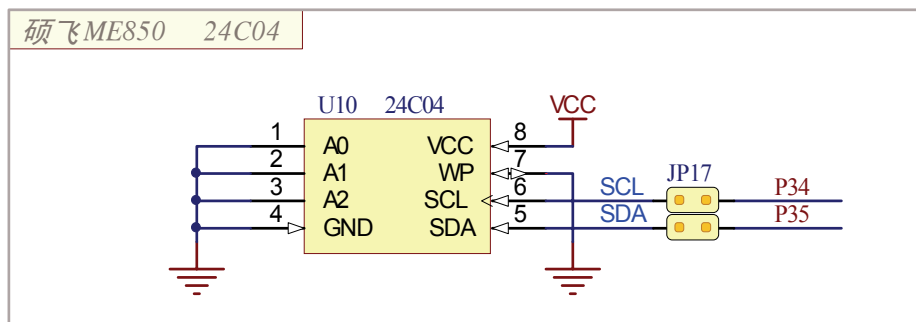 硕飞ME850 24C04
U10 24C04
VCC
1 A0 VCC 8
2 A1 WP 7
3 A2 SCL 6
4 GND SDA 5
JP17
SCL P34
SDA P35